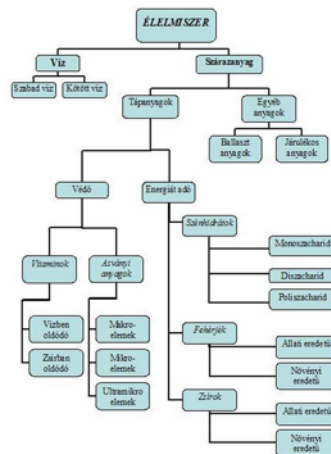 ÉLELMISZER
Víz
Szárazanyag
Szabad víz
Kötött víz
Tápanyagok
Egyéb
anyagok
Ballaszt
anyagok
Járulékos
anyagok
Védő
Energiát adó
Vitaminok
Ásványi
anyagok
Vízben
oldódó
Zsírban
oldódó
Makro-
elemek
Mikro-
elemek
Ultramikro
elemek
Szénhidrátok
Monoszacharid
Diszacharid
Poliszacharid
Fehérjék
Állati eredetű
Növényi
eredetű
Zsírok
Állati eredetű
Növényi
eredetű